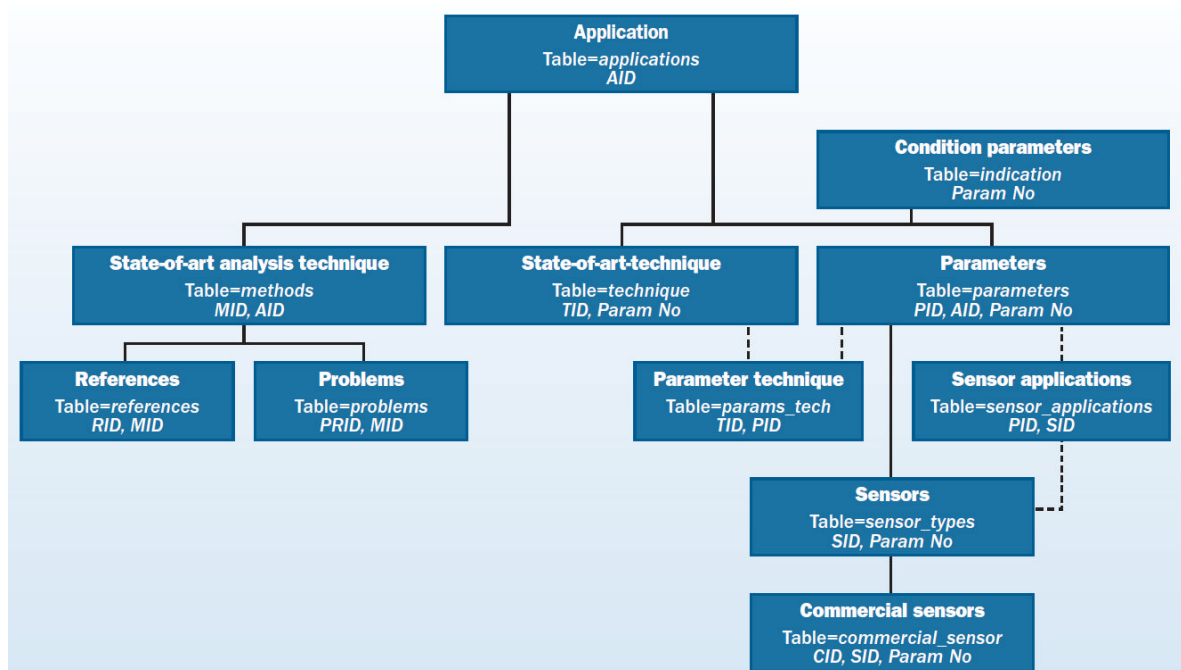 Application
Table=applications
AID
Condition parameters
Table=indication
Param No
State-of-art analysis technique
Table=methods
MID, AID
State-of-art-technique
Table=technique
TID, Param No
Parameters
Table=parameters
PID, AID, Param No
References
Table=references
RID, MID
Problems
Table=problems
PRID, MID
Parameter technique
Table=params_tech
TID, PID
Sensor applications
Table=sensor_applications
PID, SID
Sensors
Table=sensor_types
SID, Param No
Commercial sensors
Table=commercial_sensor
CID, SID, Param No